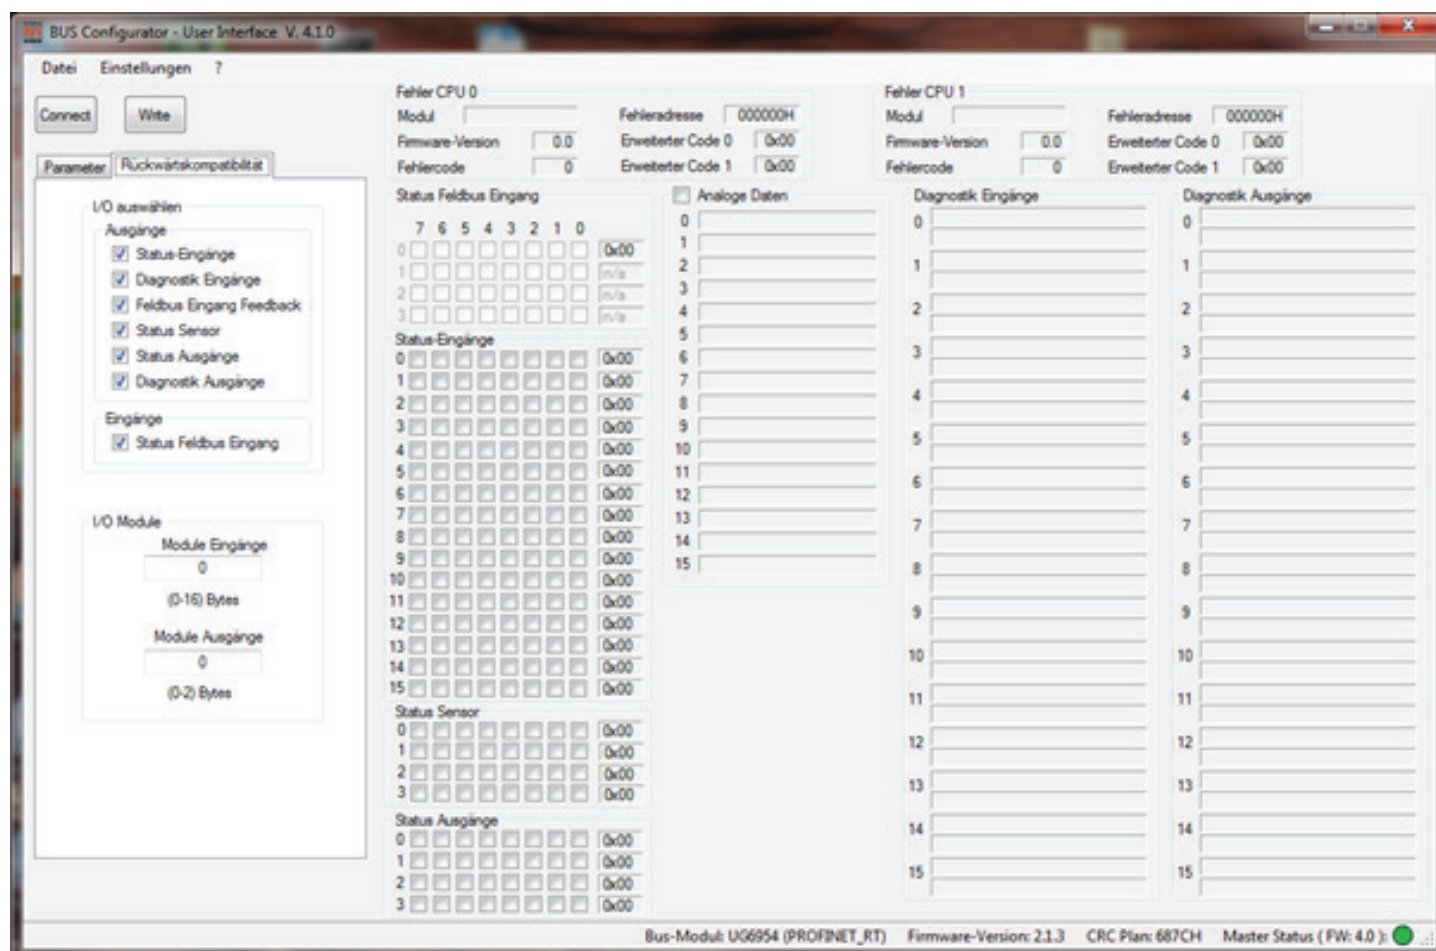 BUS Configurator - User Interface V. 4.1.0
Datei Einstellungen ?
Connect Write
Parameter Rückwärtskompatibilität
I/O auswählen
Ausgänge
Status-Eingänge
Diagnostik Eingänge
Feldbus Eingang Feedback
Status Sensor
Status Ausgänge
Diagnostik Ausgänge
Eingänge
Status Feldbus Eingang
I/O Module
Module Eingänge
0
(0-16) Bytes
Module Ausgänge
0
(0-2) Bytes
Fehler CPU 0
Modul Fehleradresse 000000H
Firmware-Version 0.0 Erweiterter Code 0 0x00
Fehlercode 0 Erweiterter Code 1 0x00
Fehler CPU 1
Modul Fehleradresse 000000H
Firmware-Version 0.0 Erweiterter Code 0 0x00
Fehlercode 0 Erweiterter Code 1 0x00
Status Feldbus Eingang
7 6 5 4 3 2 1 0
0 0x00
1 n/a
2 n/a
3 n/a
Status-Eingänge
0 0x00
1 0x00
2 0x00
3 0x00
4 0x00
5 0x00
6 0x00
7 0x00
8 0x00
9 0x00
10 0x00
11 0x00
12 0x00
13 0x00
14 0x00
15 0x00
Status Sensor
0 0x00
1 0x00
2 0x00
3 0x00
Status Ausgänge
0 0x00
1 0x00
2 0x00
3 0x00
Analoge Daten
0
1
2
3
4
5
6
7
8
9
10
11
12
13
14
15
Diagnostik Eingänge
0
1
2
3
4
5
6
7
8
9
10
11
12
13
14
15
Diagnostik Ausgänge
0
1
2
3
4
5
6
7
8
9
10
11
12
13
14
15
Bus-Modul: UG6954 (PROFINET_RT) Firmware-Version: 2.1.3 CRC Plan: 687CH Master Status ( FW: 4.0 ):